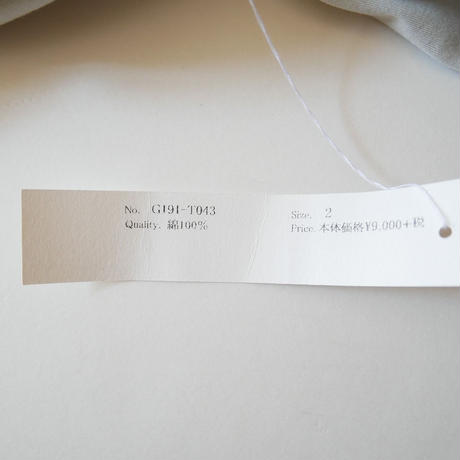 No. G191-T043
Quality. 綿100%
Size. 2
Price. 本体価格¥9,000+税